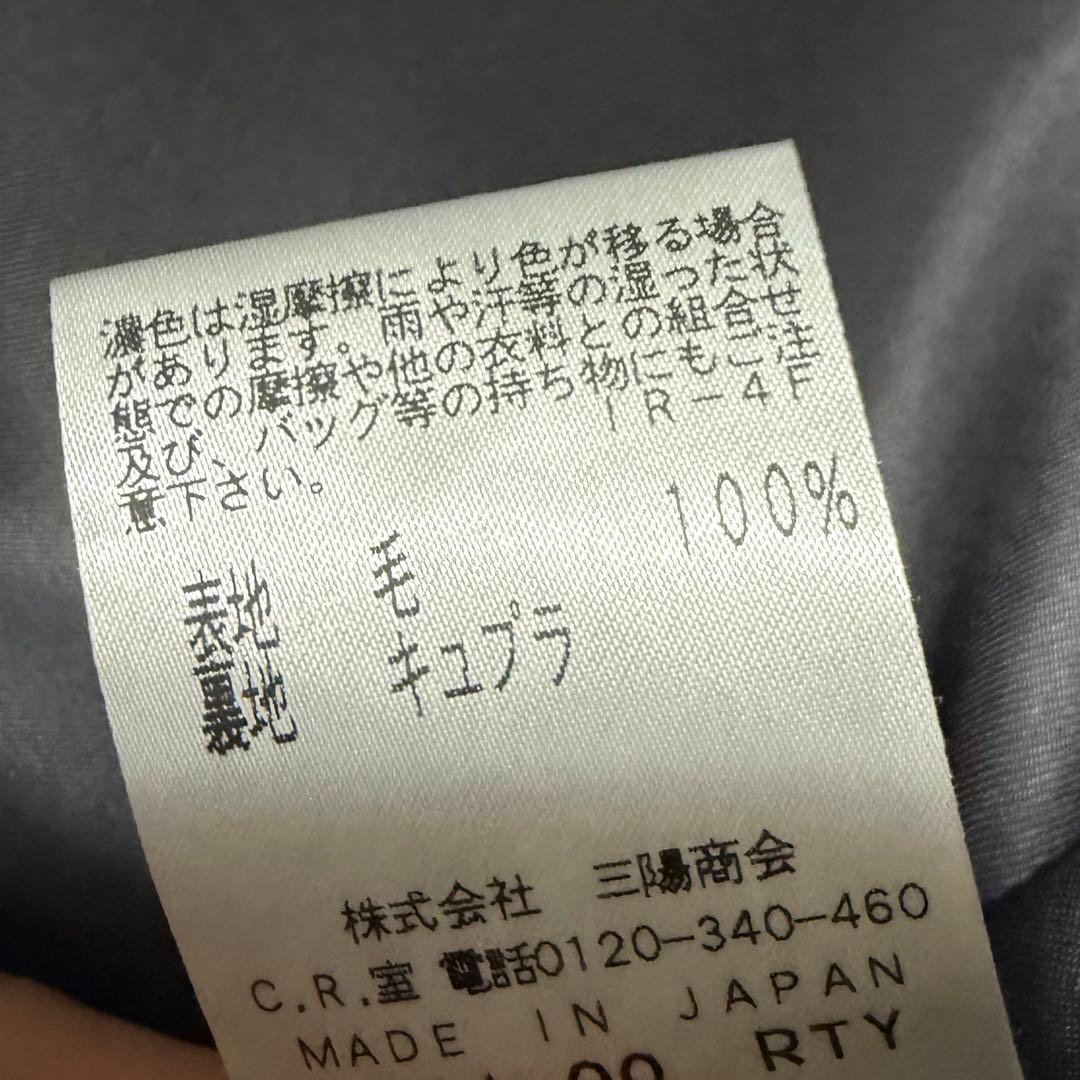 濃色は湿摩擦により色が移る場合
があります。雨や汗等の湿った状
態での摩擦や他の衣料との組合せ
及び、バッグ等の持ち物にもご注
意下さい。 IR-4F
表地 毛 100%
裏地 キュプラ
株式会社 三陽商会
C.R.室 電話0120-340-460
MADE IN JAPAN
RTY